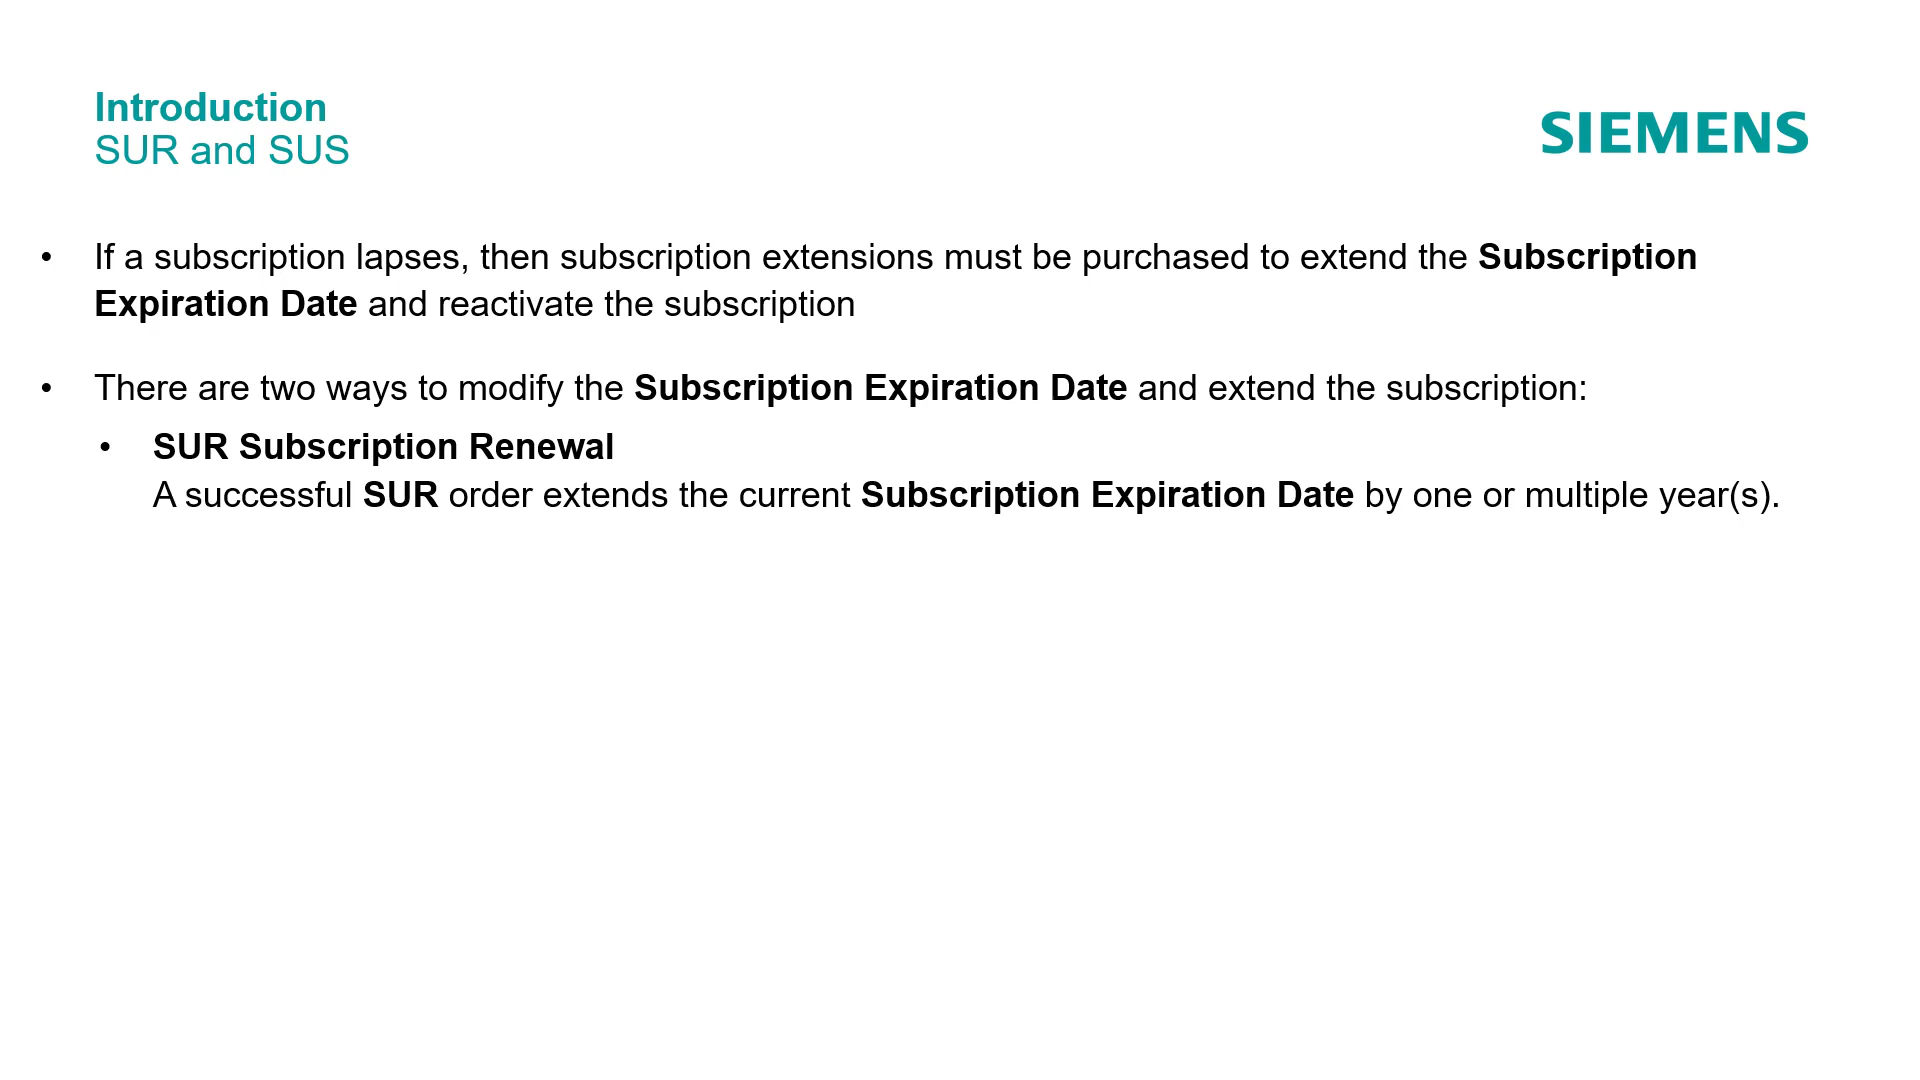 Introduction
SUR and SUS
SIEMENS
• If a subscription lapses, then subscription extensions must be purchased to extend the Subscription
Expiration Date and reactivate the subscription
• There are two ways to modify the Subscription Expiration Date and extend the subscription:
• SUR Subscription Renewal
A successful SUR order extends the current Subscription Expiration Date by one or multiple year(s).